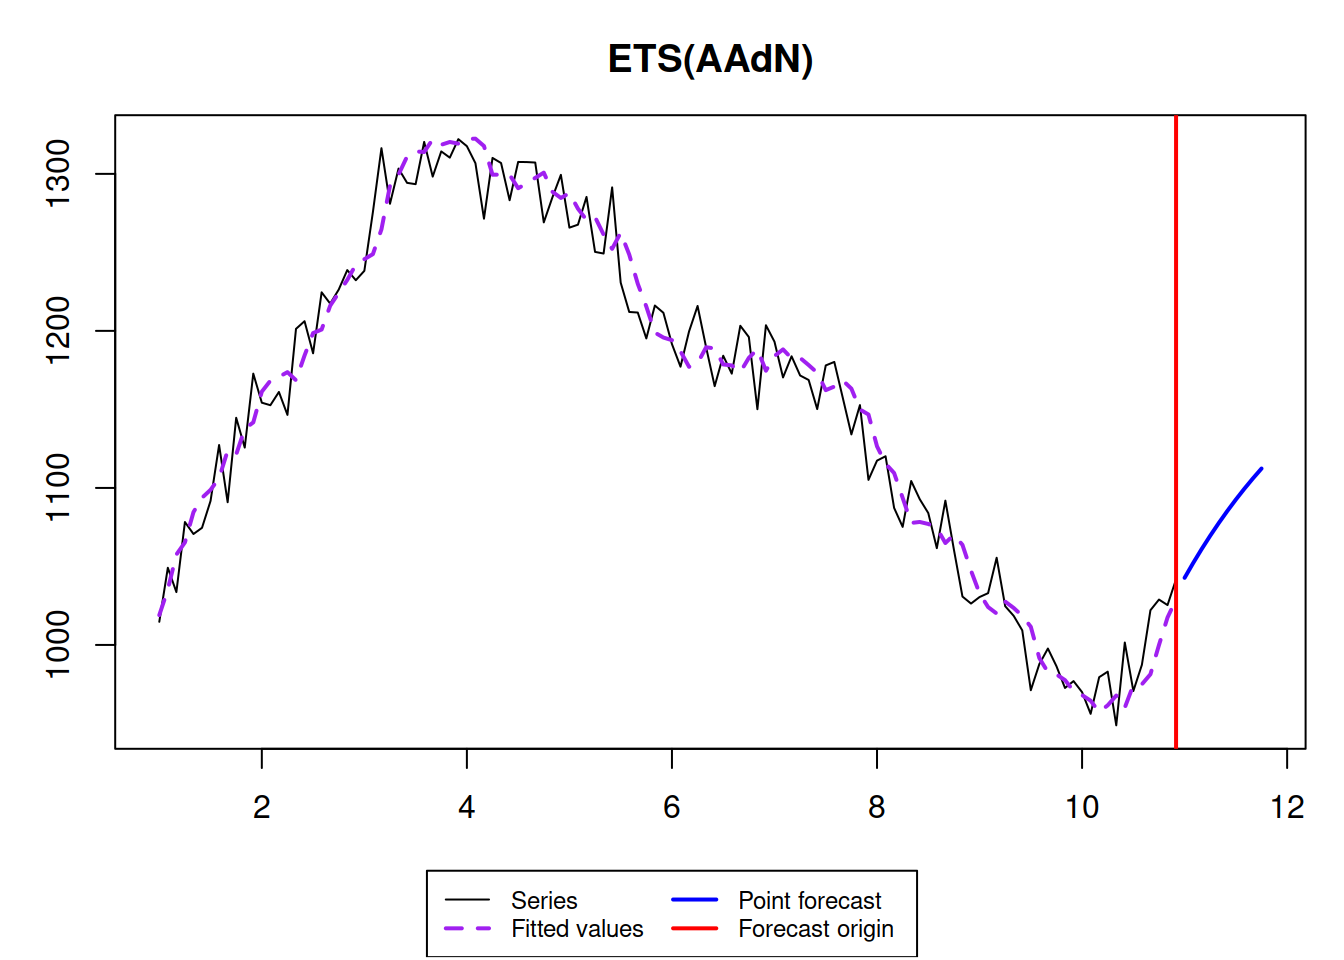 ETS(AAdN)
1300
1200
1100
1000
2 4 6 8 10 12
Series Point forecast
Fitted values Forecast origin